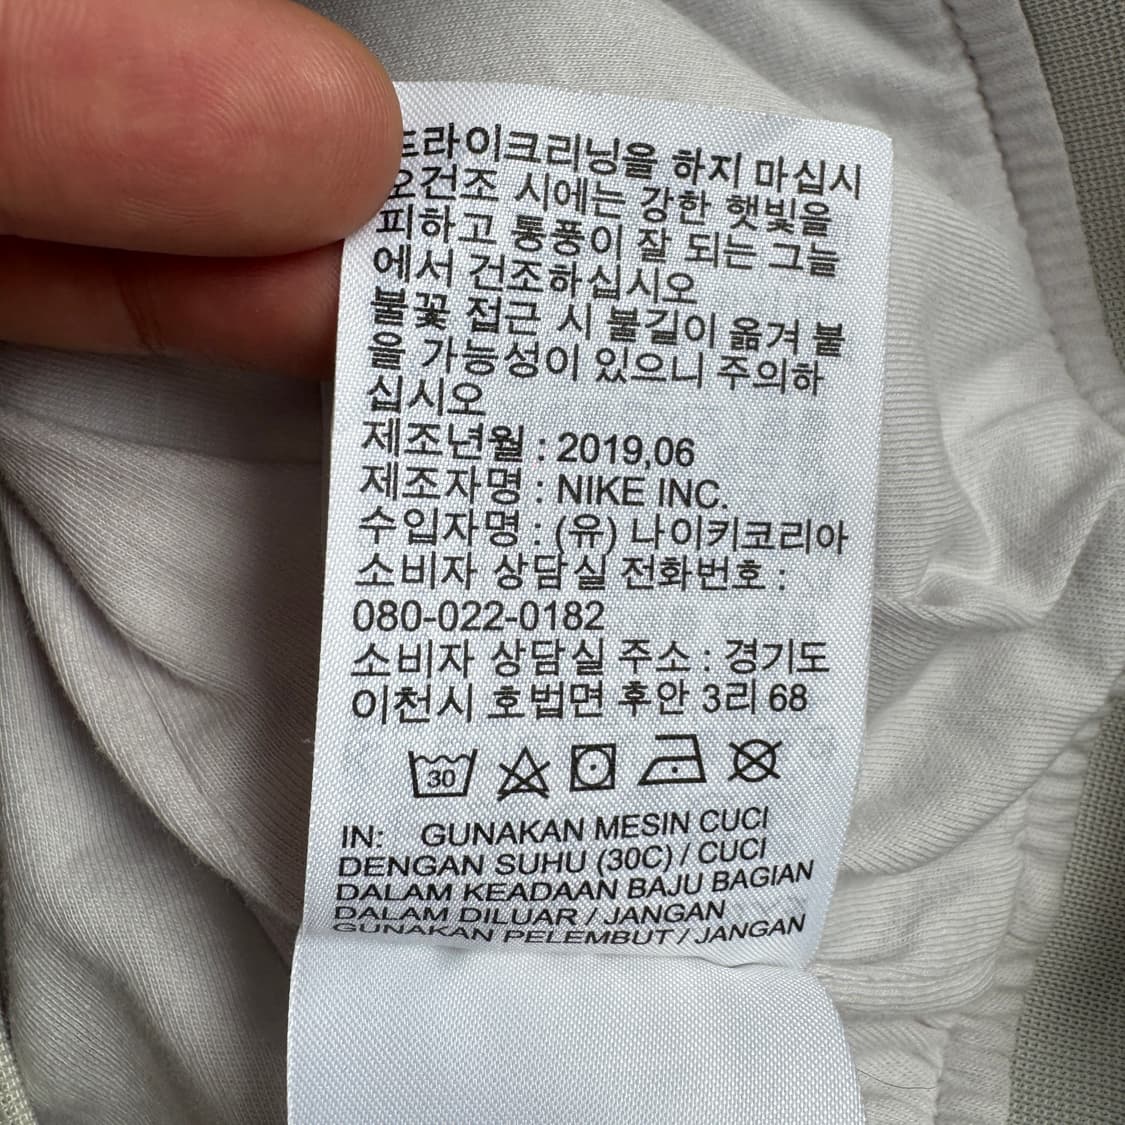 드라이크리닝을 하지 마십시
오건조 시에는 강한 햇빛을
피하고 통풍이 잘 되는 그늘
에서 건조하십시오
불꽃 접근 시 불길이 옮겨 붙
을 가능성이 있으니 주의하
십시오
제조년월 : 2019,06
제조자명 : NIKE INC.
수입자명 : (유) 나이키코리아
소비자 상담실 전화번호 :
080-022-0182
소비자 상담실 주소 : 경기도
이천시 호법면 후안 3리 68
30
IN: GUNAKAN MESIN CUCI
DENGAN SUHU (30C) / CUCI
DALAM KEADAAN BAJU BAGIAN
DALAM DILUAR / JANGAN
GUNAKAN PELEMBUT / JANGAN